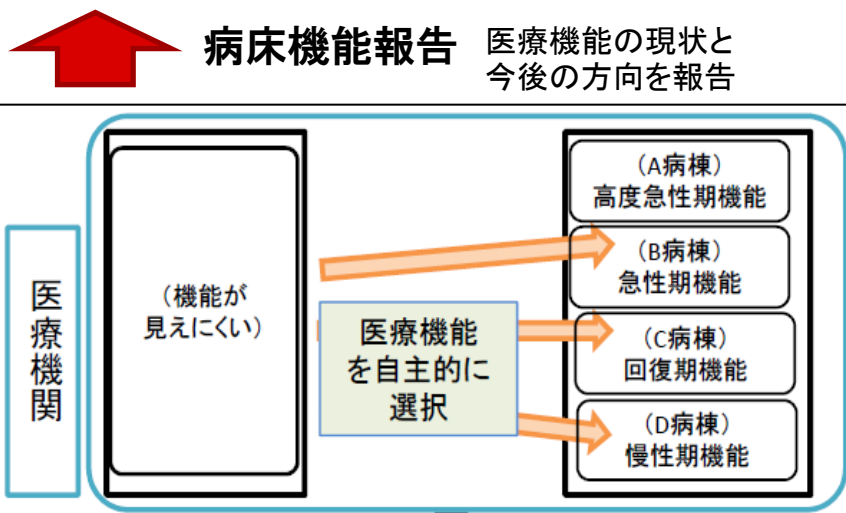 病床機能報告
医療機能の現状と
今後の方向を報告
医療機関
(機能が
見えにくい)
医療機能
を自主的に
選択
(A病棟)
高度急性期機能
(B病棟)
急性期機能
(C病棟)
回復期機能
(D病棟)
慢性期機能